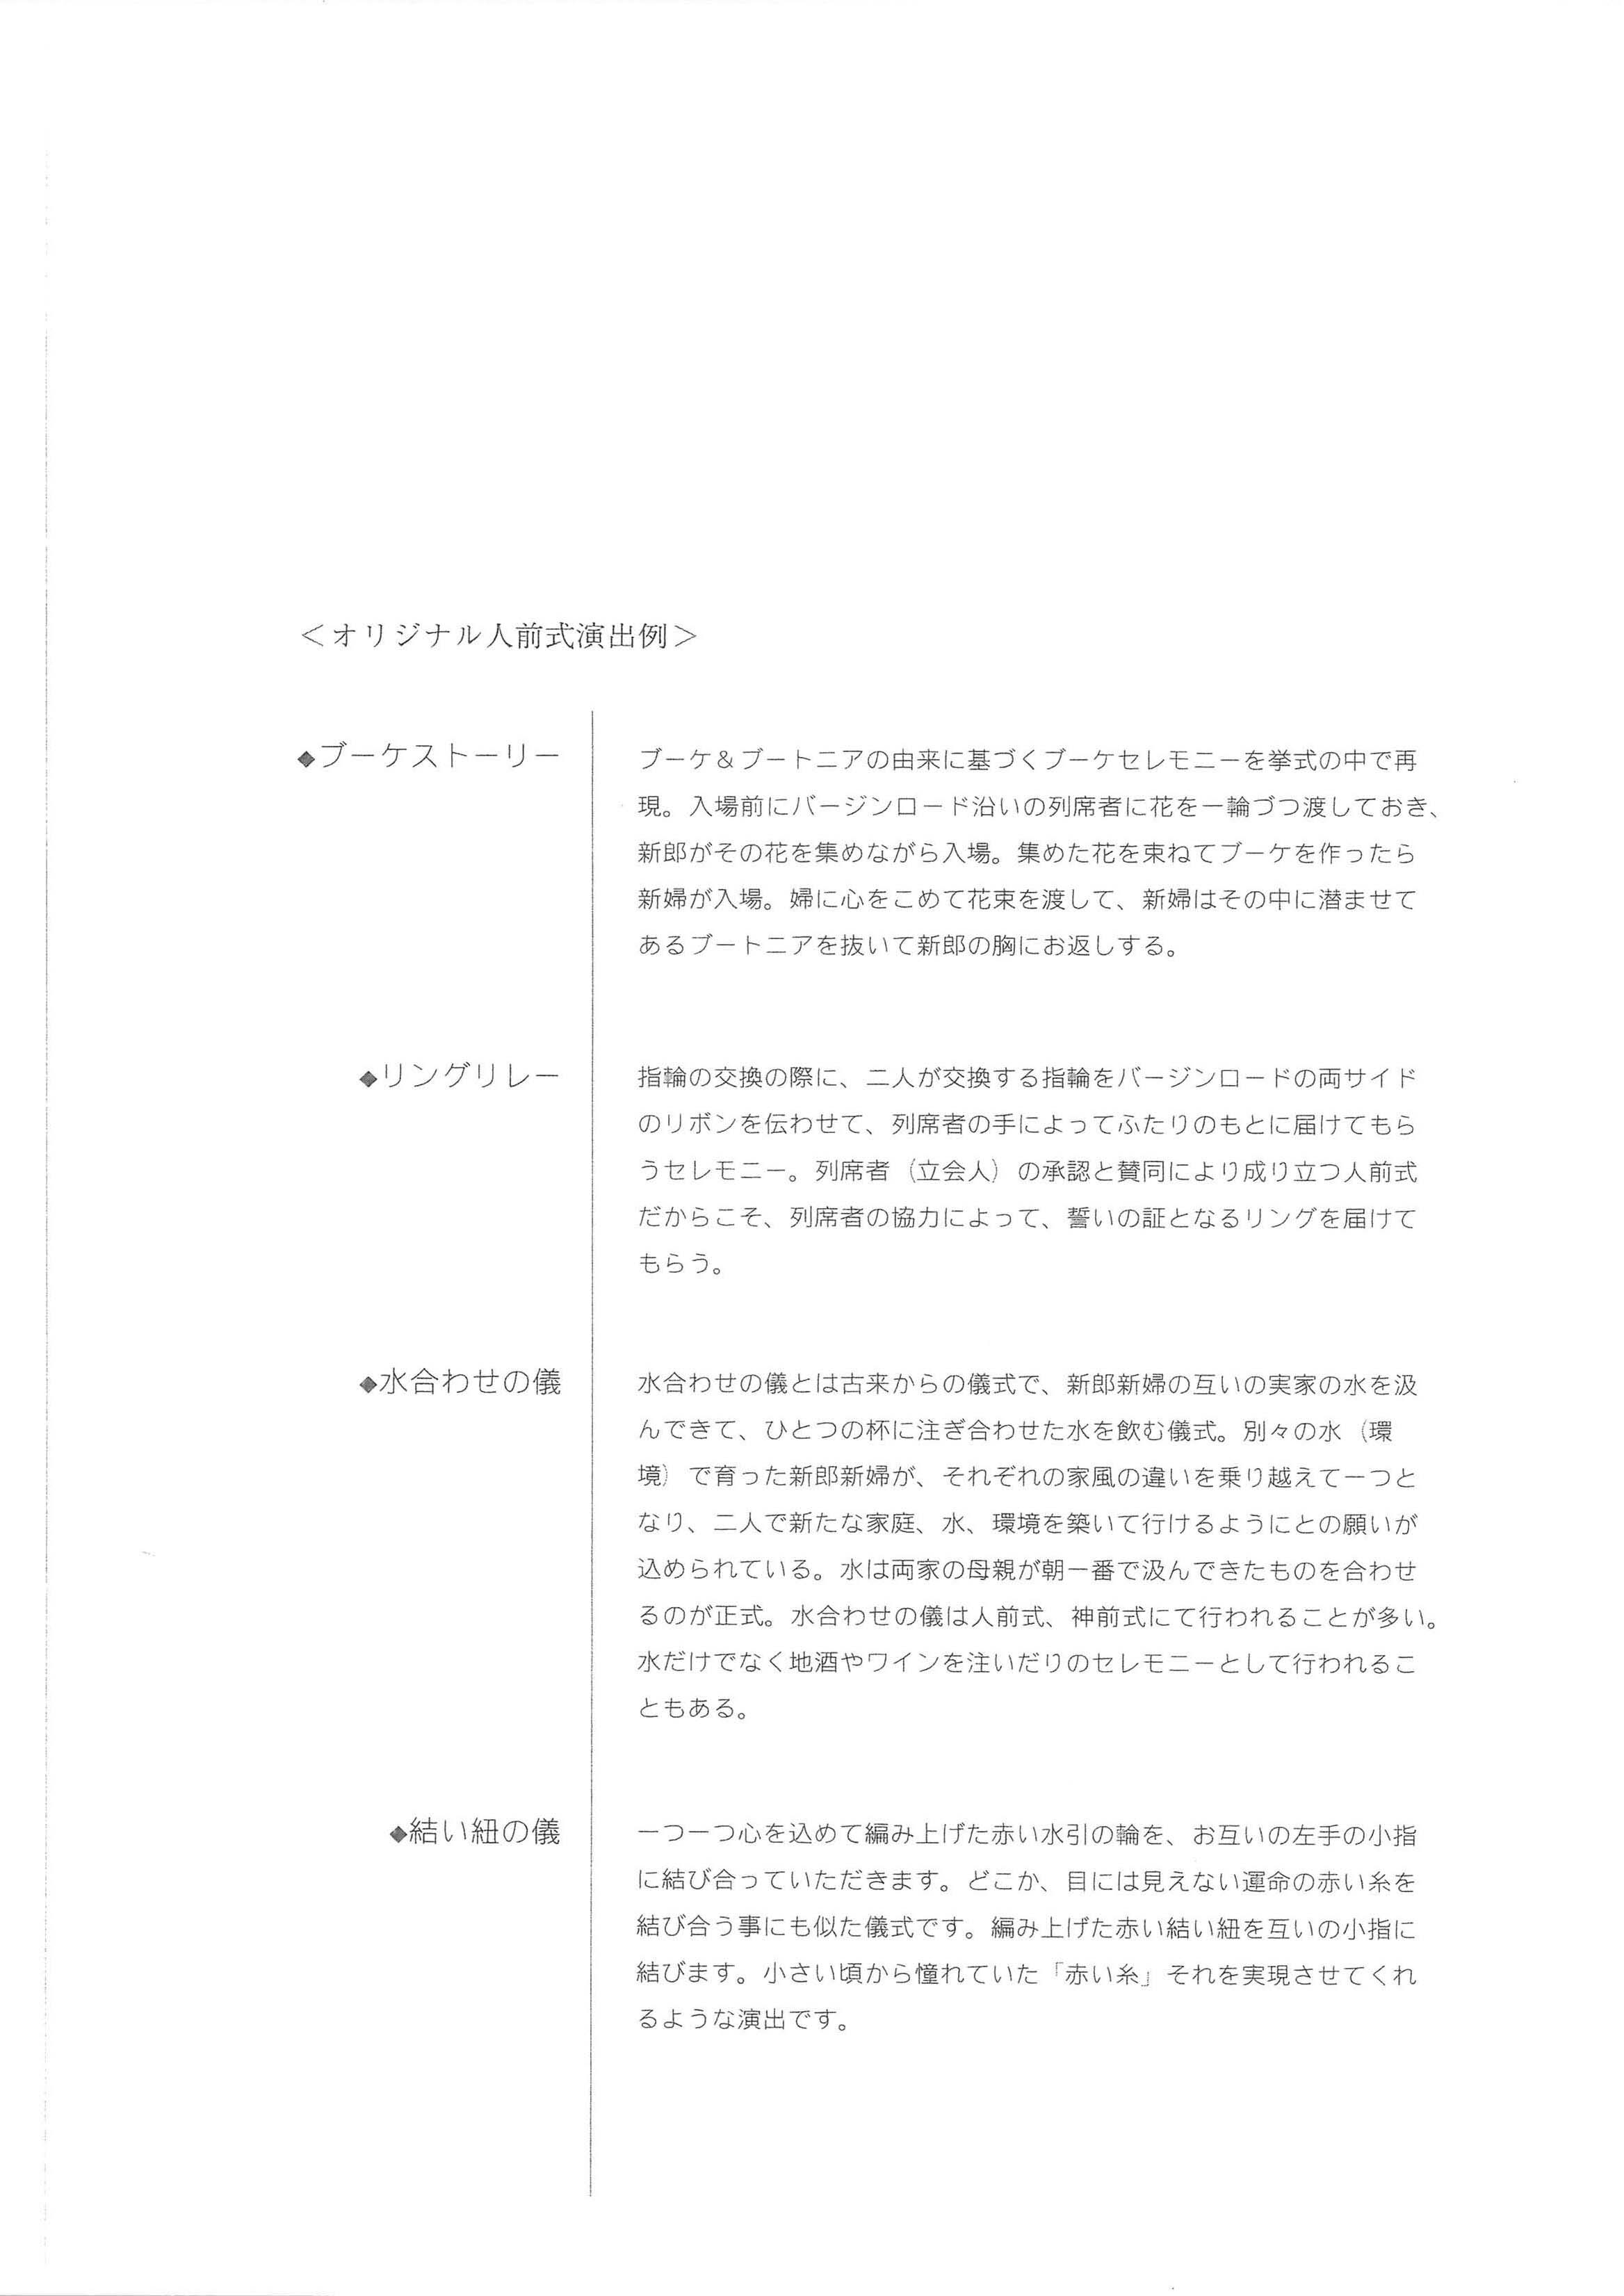 ＜オリジナル人前式演出例＞
◆ブーケストーリー
ブーケ＆ブートニアの由来に基づくブーケセレモニーを挙式の中で再
現。入場前にバージンロード沿いの列席者に花を一輪づつ渡しておき、
新郎がその花を集めながら入場。集めた花を束ねてブーケを作ったら
新婦が入場。婦に心をこめて花束を渡して、新婦はその中に潜ませて
あるブートニアを抜いて新郎の胸にお返しする。
◆リングリレー
指輪の交換の際に、二人が交換する指輪をバージンロードの両サイド
のリボンを伝わせて、列席者の手によってふたりのもとに届けてもら
うセレモニー。列席者（立会人）の承認と賛同により成り立つ人前式
だからこそ、列席者の協力によって、誓いの証となるリングを届けて
もらう。
◆水合わせの儀
水合わせの儀とは古来からの儀式で、新郎新婦の互いの実家の水を汲
んできて、ひとつの杯に注ぎ合わせた水を飲む儀式。別々の水（環
境）で育った新郎新婦が、それぞれの家風の違いを乗り越えて一つと
なり、二人で新たな家庭、水、環境を築いて行けるようにとの願いが
込められている。水は両家の母親が朝一番で汲んできたものを合わせ
るのが正式。水合わせの儀は人前式、神前式にて行われることが多い。
水だけでなく地酒やワインを注いだりのセレモニーとして行われるこ
ともある。
◆結い紐の儀
一つ一つ心を込めて編み上げた赤い水引の輪を、お互いの左手の小指
に結び合っていただきます。どこか、目には見えない運命の赤い糸を
結び合う事にも似た儀式です。編み上げた赤い結い紐を互いの小指に
結びます。小さい頃から憧れていた「赤い糸」それを実現させてくれ
るような演出です。